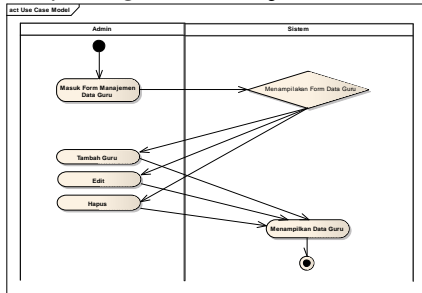 act Use Case Model
Admin
Sistem
Masuk Form Manajemen
Data Guru
Menampilakan Form Data Guru
Tambah Guru
Edit
Hapus
Menampilkan Data Guru